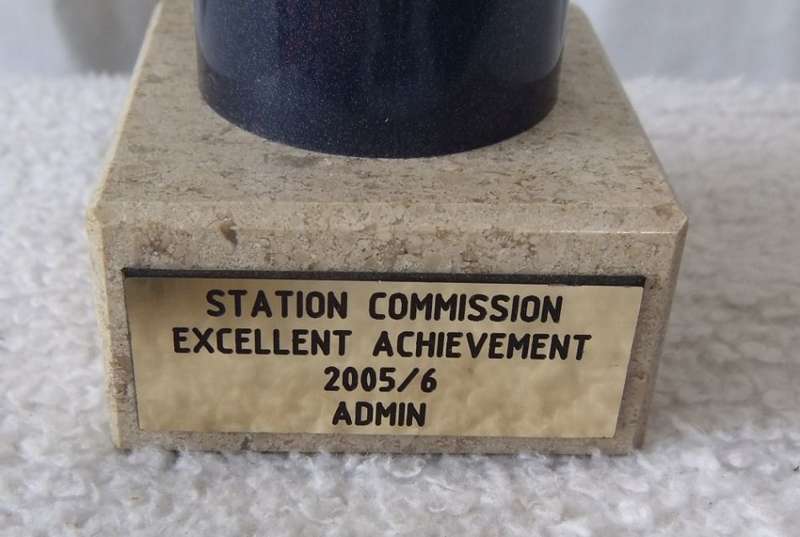 STATION COMMISSION
EXCELLENT ACHIEVEMENT
2005/6
ADMIN